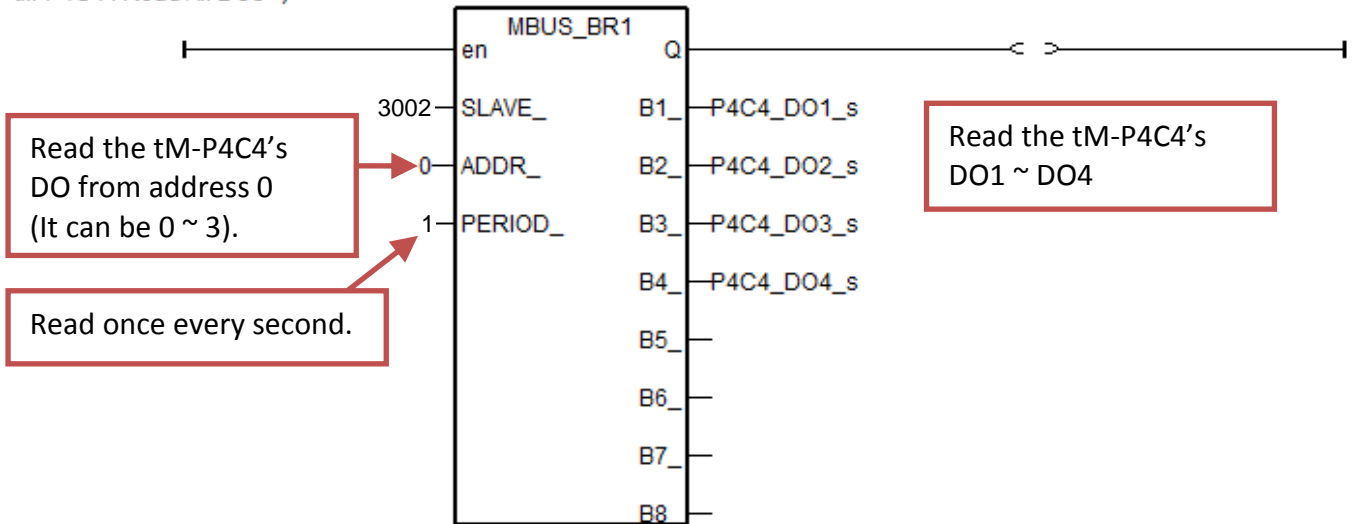 MBUS_BR1
en Q
3002 SLAVE_ B1_ P4C4_DO1_s
0 ADDR_ B2_ P4C4_DO2_s
1 PERIOD_ B3_ P4C4_DO3_s
B4_ P4C4_DO4_s
B5_
B6_
B7_
B8
Read the tM-P4C4’s
DO from address 0
(It can be 0 ~ 3).
Read once every second.
Read the tM-P4C4’s
DO1 ~ DO4